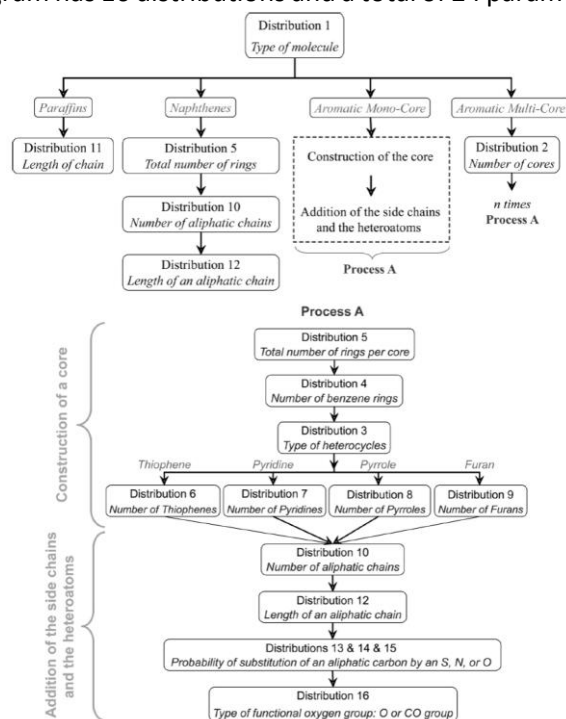 gram has distributions and a total of param
Distribution 1
Type of molecule
Paraffins Naphthenes Aromatic Mono-Core Aromatic Multi-Core
Distribution 11
Length of chain
Distribution 5
Total number of rings
Distribution 10
Number of aliphatic chains
Distribution 12
Length of an aliphatic chain
Construction of the core
Addition of the side chains
and the heteroatoms
Process A
Distribution 2
Number of cores
n times
Process A
Process A
Construction of a core
Distribution 5
Total number of rings per core
Distribution 4
Number of benzene rings
Distribution 3
Type of heterocycles
Thiophene Pyridine Pyrrole Furan
Distribution 6
Number of Thiophenes
Distribution 7
Number of Pyridines
Distribution 8
Number of Pyrroles
Distribution 9
Number of Furans
Addition of the side chains
and the heteroatoms
Distribution 10
Number of aliphatic chains
Distribution 12
Length of an aliphatic chain
Distributions 13 & 14 & 15
Probability of substitution of an aliphatic carbon by an S, N, or O
Distribution 16
Type of functional oxygen group: O or CO group